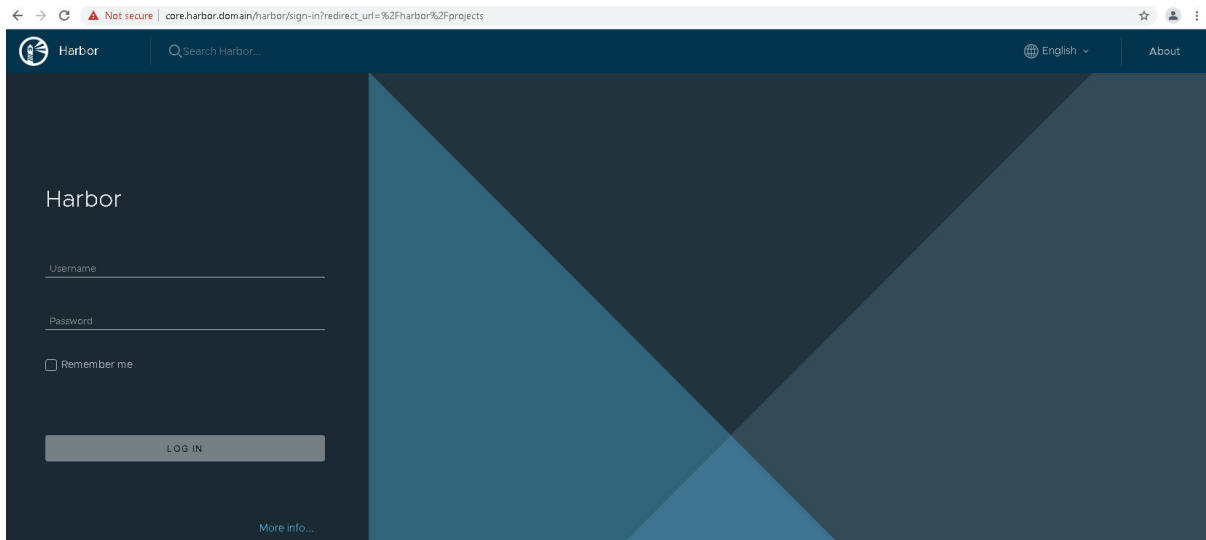 Not secure | core.harbor.domain/harbor/sign-in?redirect_url=%2Fharbor%2Fprojects
Harbor Search Harbor... English About
Harbor
Username
Password
Remember me
LOG IN
More info...